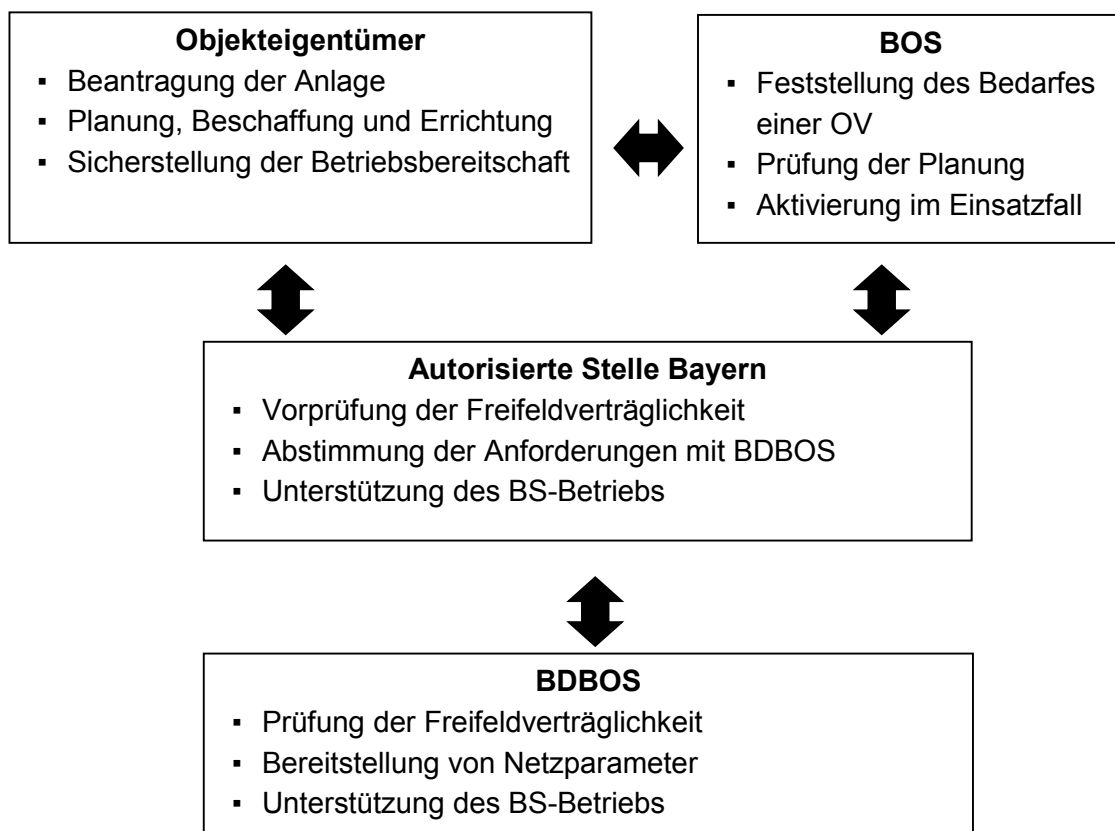 Objekteigentümer
▪ Beantragung der Anlage
▪ Planung, Beschaffung und Errichtung
▪ Sicherstellung der Betriebsbereitschaft
BOS
▪ Feststellung des Bedarfes
einer OV
▪ Prüfung der Planung
▪ Aktivierung im Einsatzfall
Autorisierte Stelle Bayern
▪ Vorprüfung der Freifeldverträglichkeit
▪ Abstimmung der Anforderungen mit BDBOS
▪ Unterstützung des BS-Betriebs
BDBOS
▪ Prüfung der Freifeldverträglichkeit
▪ Bereitstellung von Netzparameter
▪ Unterstützung des BS-Betriebs